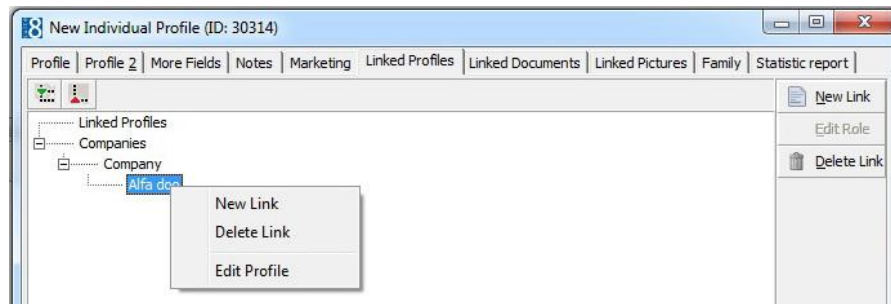 8 New Individual Profile (ID: 30314)
Profile Profile 2 More Fields Notes Marketing Linked Profiles Linked Documents Linked Pictures Family Statistic report
New Link
Linked Profiles
Edit Role
Companies
Company
Delete Link
Alfa doo
New Link
Delete Link
Edit Profile